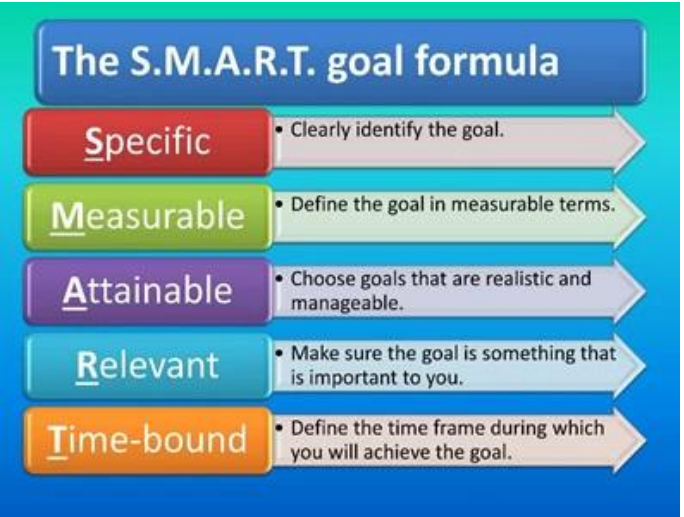 The S.M.A.R.T. goal formula
Specific
• Clearly identify the goal.
Measurable
• Define the goal in measurable terms.
Attainable
• Choose goals that are realistic and
manageable.
Relevant
• Make sure the goal is something that
is important to you.
Time-bound
• Define the time frame during which
you will achieve the goal.